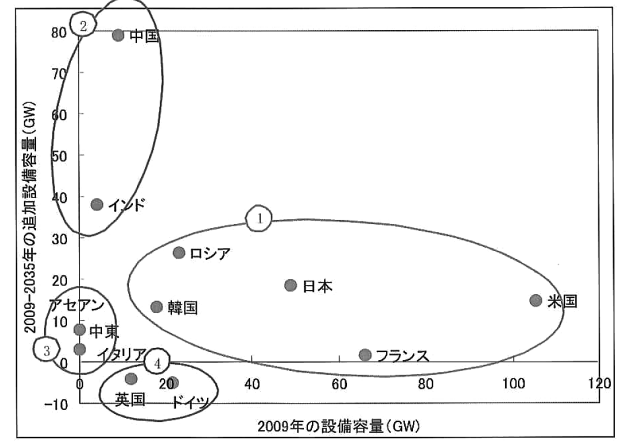 ②
80
中国
70
60
50
40
インド
①
30
ロシア
20
日本
韓国
米国
アセアン
10
中東
③
イタリア
④
フランス
0
0
20
40
60
80
100
120
英国
ドイツ
-10
2009年の設備容量(GW)
2009-2035年の追加設備容量(GW)